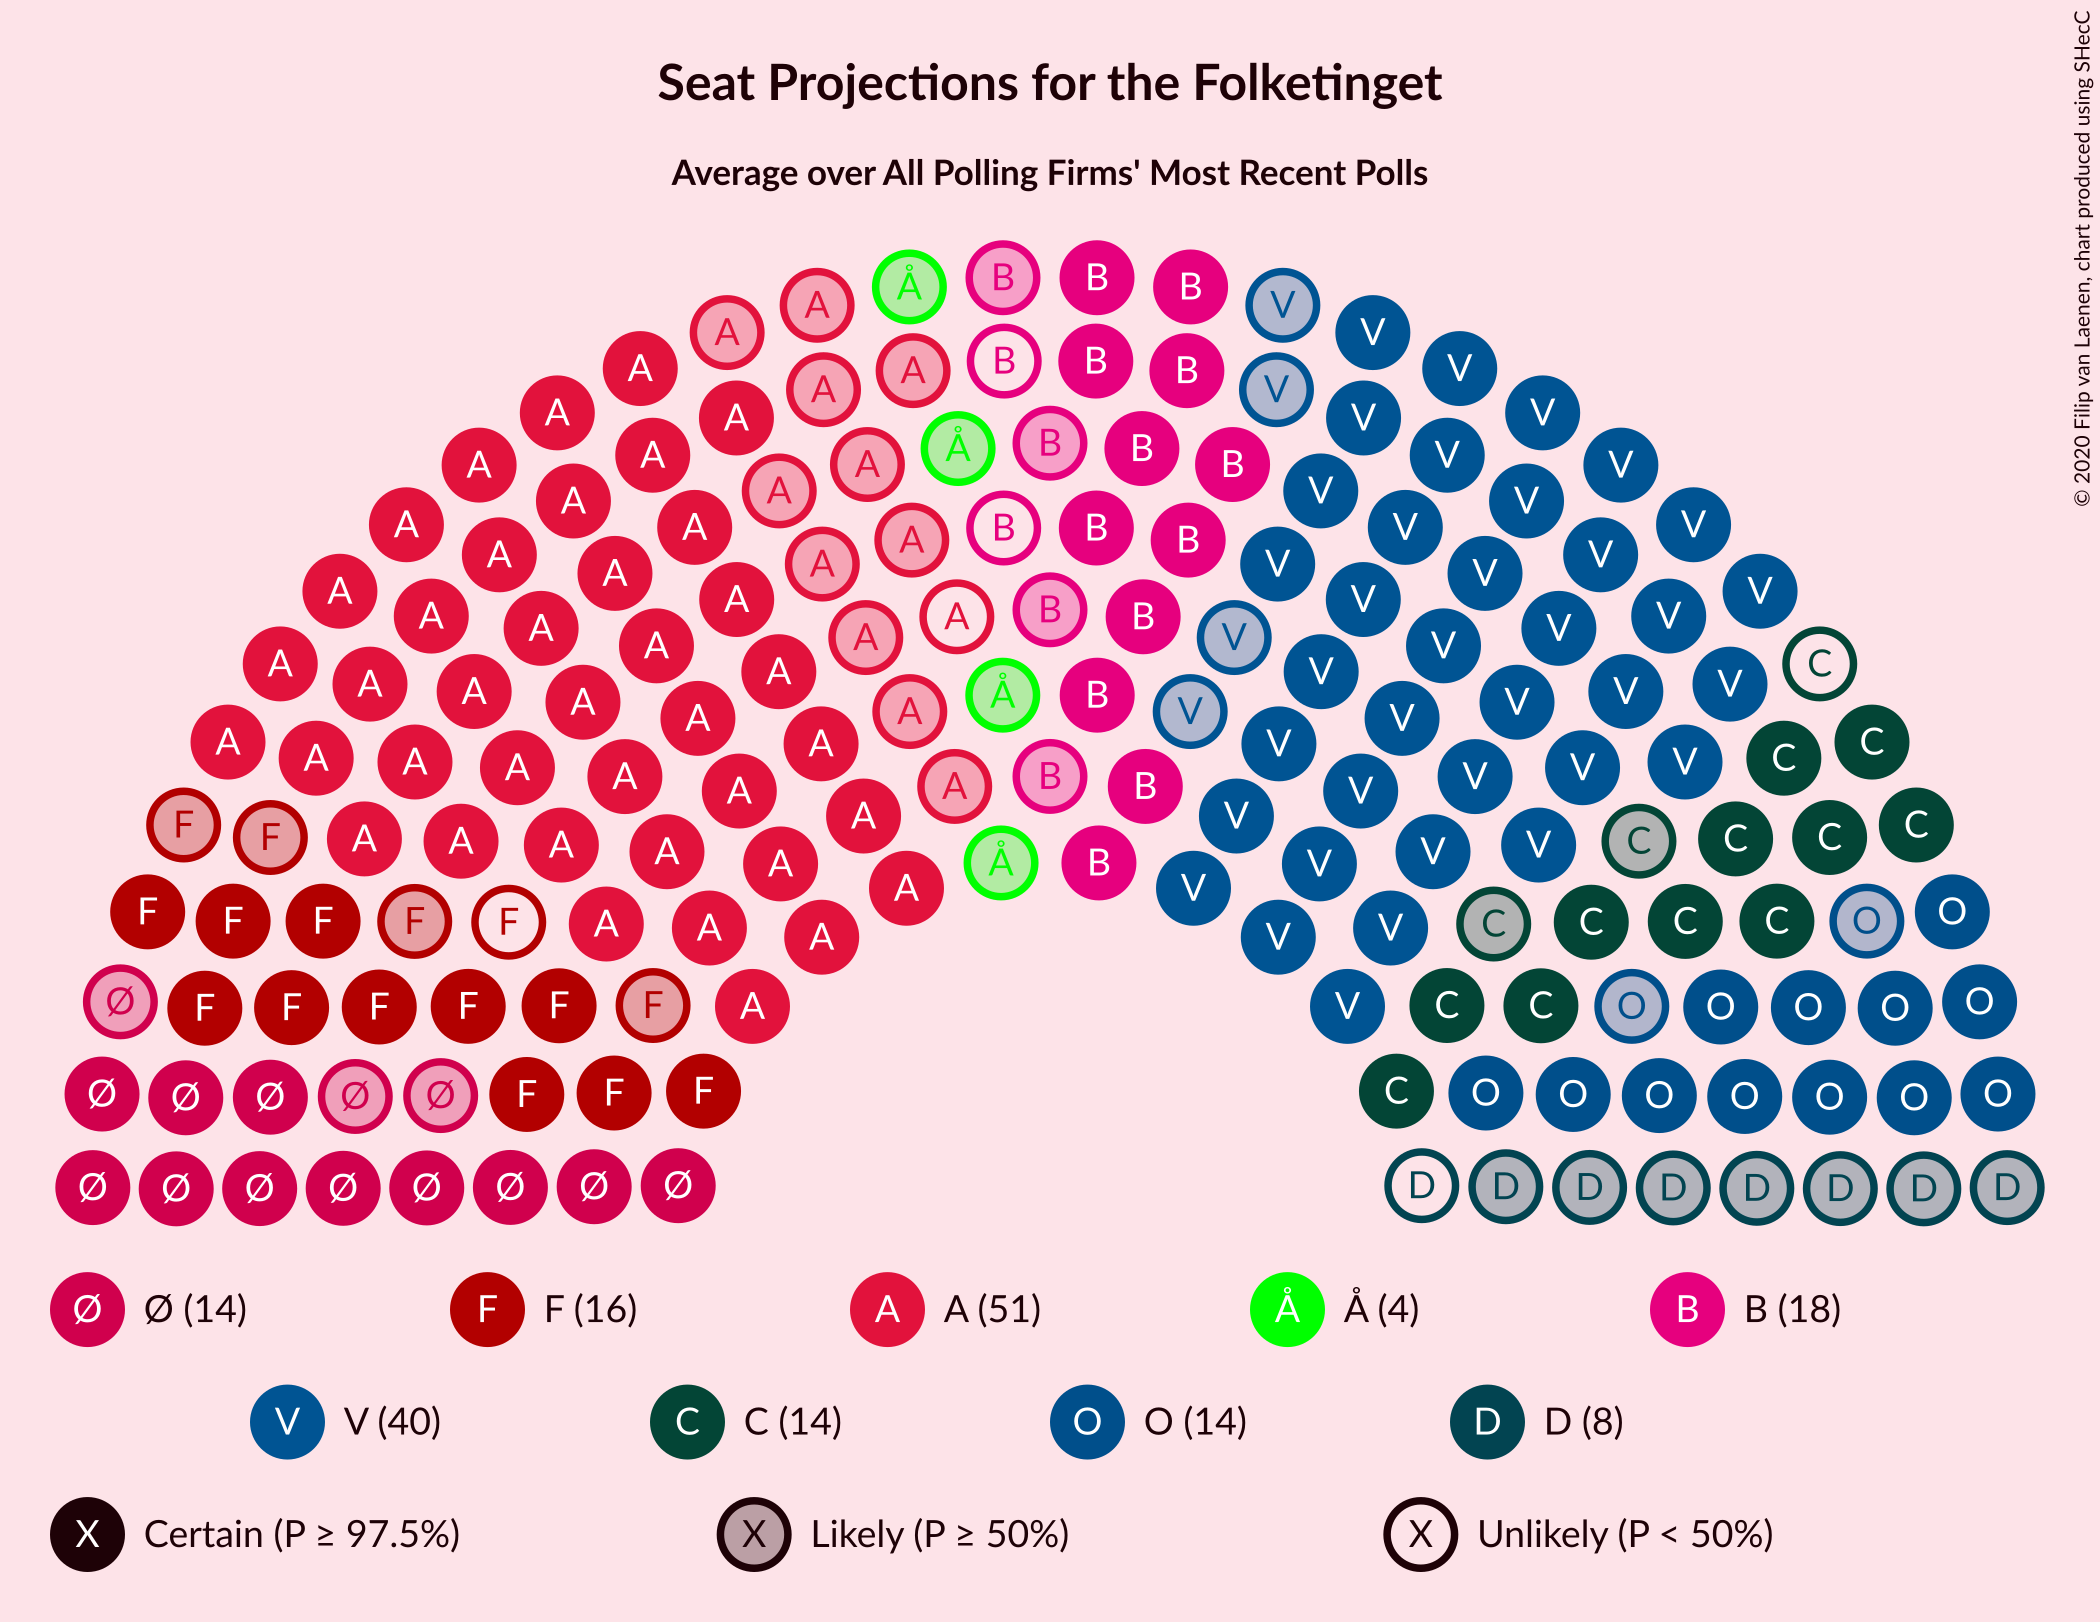 Seat Projections for the Folketinget
Average over All Polling Firms' Most Recent Polls
© 2020 Filip van Laenen, chart produced using SHecC
B B
Å B
A V
A V
A B B B
A A V
A V
A Å B B V
A V
A A B V
A V
A A B B B V
A A V V
A A V
A A A V V V
A A B B V
A A V V V
A A A A B V V V
A A V V C
A A A A V V V V
A A A Å B V V
A A A V V V
A A A A V V V C C
A A A V V V
A A B B
A A V V
F A A V V C
F A A A V V C C C
A A V V
Å B
A V
F F F A A V V C C C O O
F F C C
A V
Ø F F F F F F A V C C O O O O O
Ø Ø Ø Ø Ø F F F C O O O O O O O
Ø Ø Ø Ø Ø Ø Ø Ø D D D D D D D D
Ø Ø (14) F F (16) A A (51) Å Å (4) B B (18)
V V (40) C C (14) O O (14) D D (8)
X Certain (P ≥ 97.5%) X Likely (P ≥ 50%) X Unlikely (P < 50%)